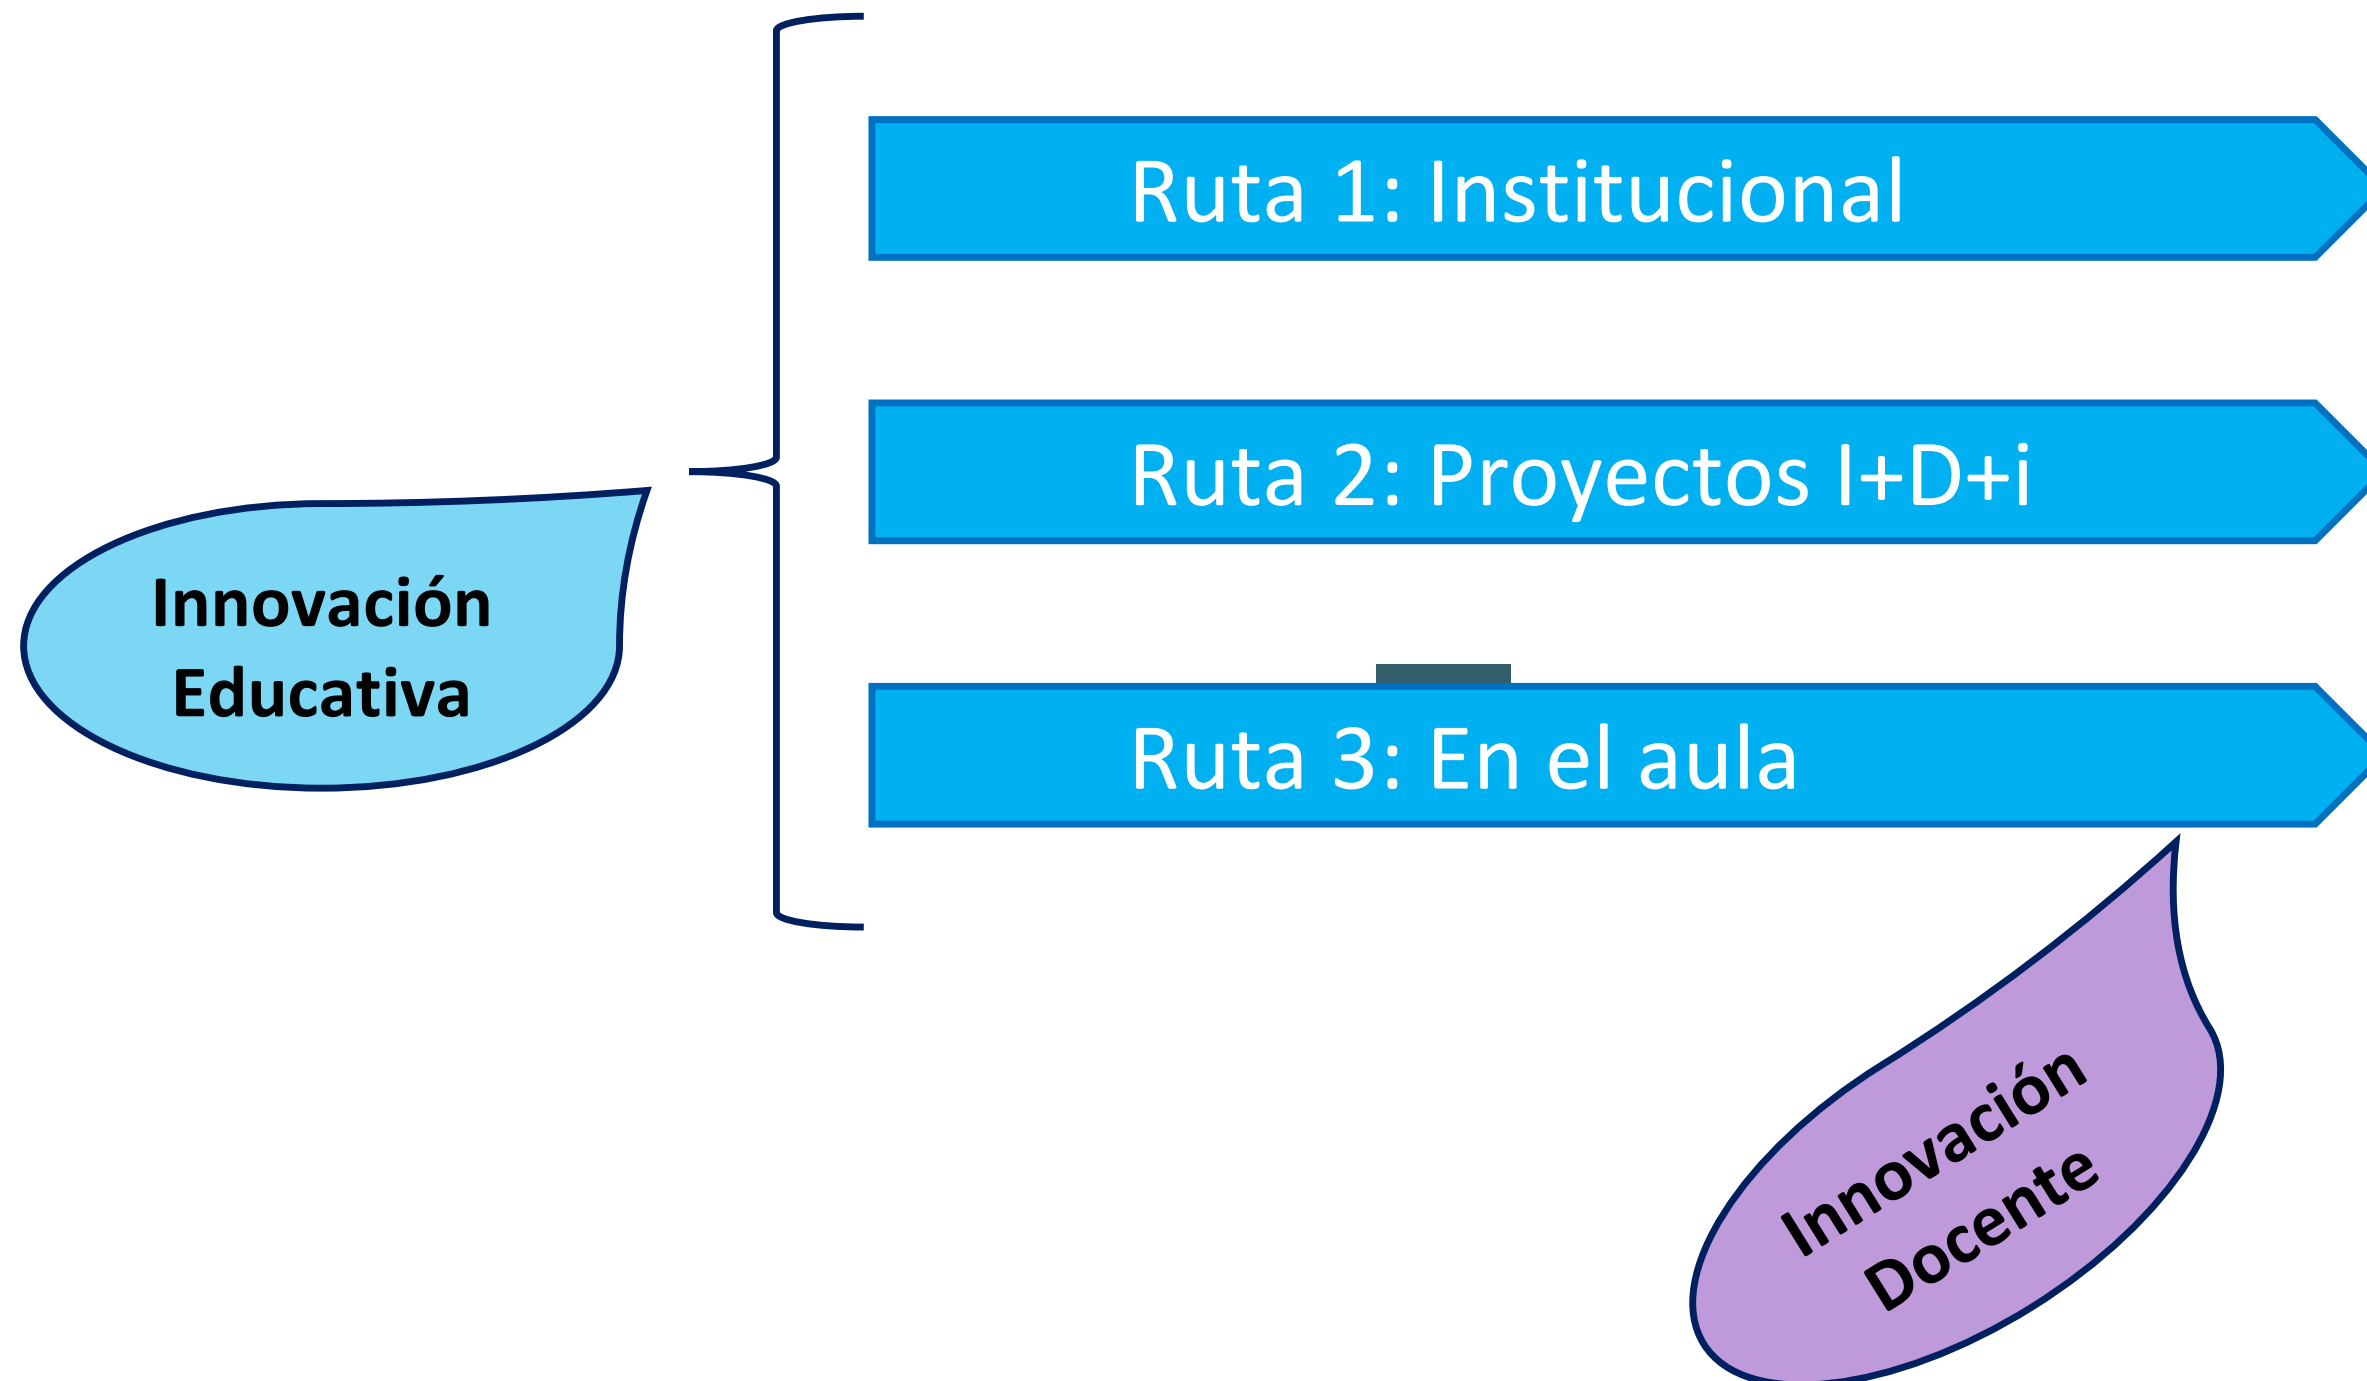 Ruta 1: Institucional
Ruta 2: Proyectos I+D+i
Innovación
Educativa
Ruta 3: En el aula
Innovación
Docente